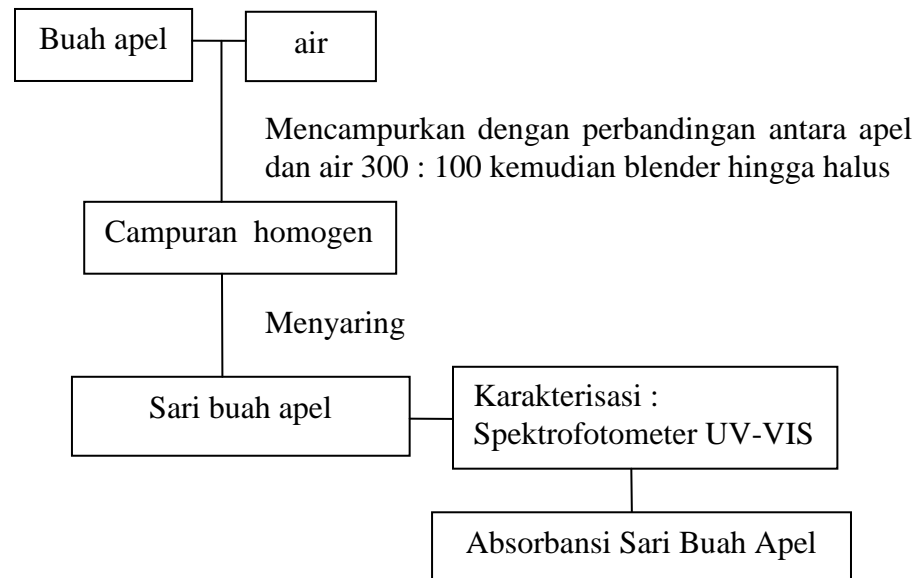 Buah apel
air
Mencampurkan dengan perbandingan antara apel
dan air 300 : 100 kemudian blender hingga halus
Campuran homogen
Menyaring
Sari buah apel
Karakterisasi :
Spektrofotometer UV-VIS
Absorbansi Sari Buah Apel